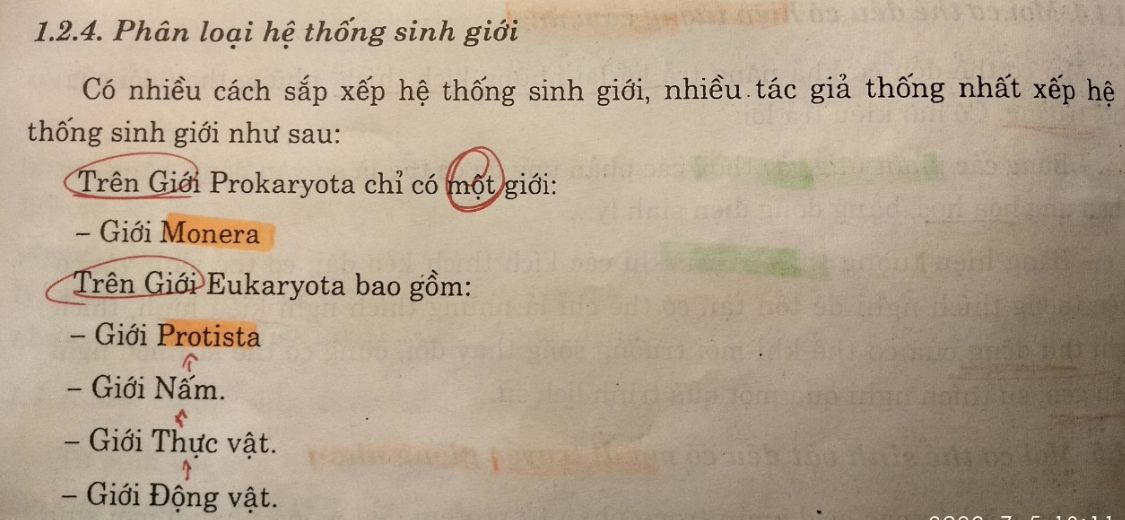 1.2.4. Phân loại hệ thống sinh giới
Có nhiều cách sắp xếp hệ thống sinh giới, nhiều tác giả thống nhất xếp hệ
thống sinh giới như sau:
Trên Giới Prokaryota chỉ có một giới:
– Giới Monera
Trên Giới Eukaryota bao gồm:
– Giới Protista
– Giới Nấm.
– Giới Thực vật.
– Giới Động vật.